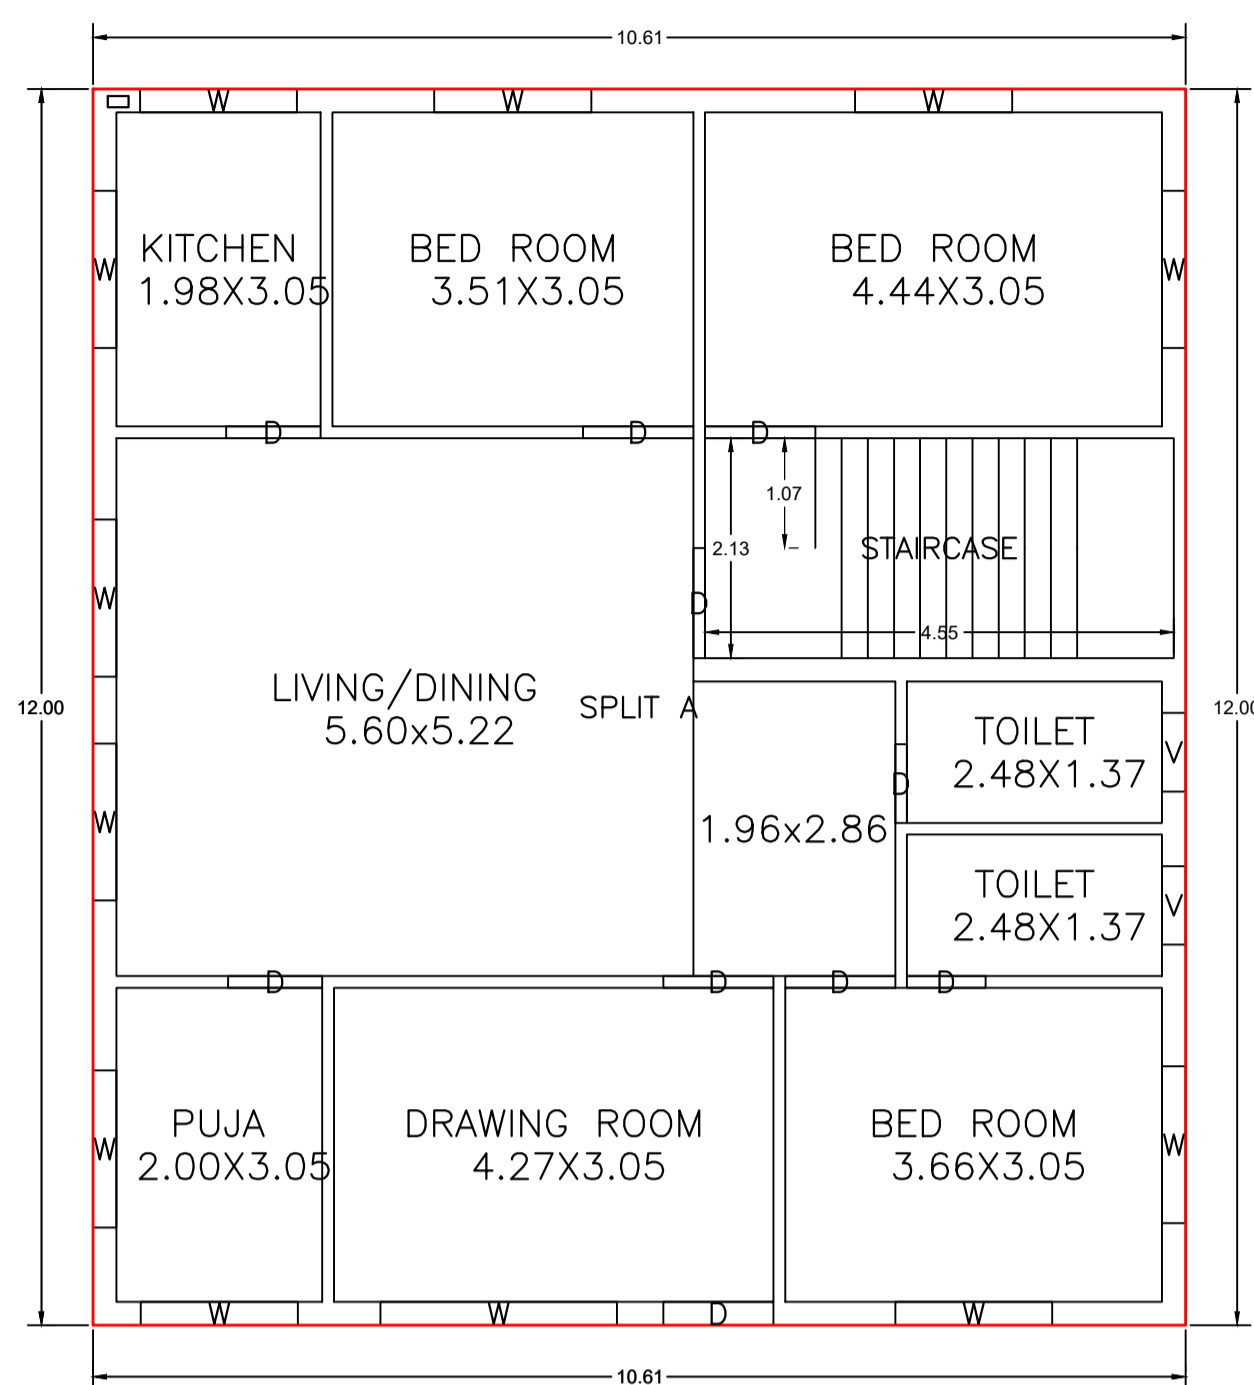 10.61
W W W
KITCHEN
1.98X3.05
BED ROOM
3.51X3.05
BED ROOM
4.44X3.05
W
W
D D D
1.07
2.13
STAIRCASE
4.55
D
W
LIVING/DINING
5.60x5.22
SPLIT A
12.00
12.00
TOILET
2.48X1.37
V
D
W
1.96x2.86
TOILET
2.48X1.37
V
D D D D
PUJA
2.00X3.05
DRAWING ROOM
4.27X3.05
BED ROOM
3.66X3.05
W
W
W W D W
10.61